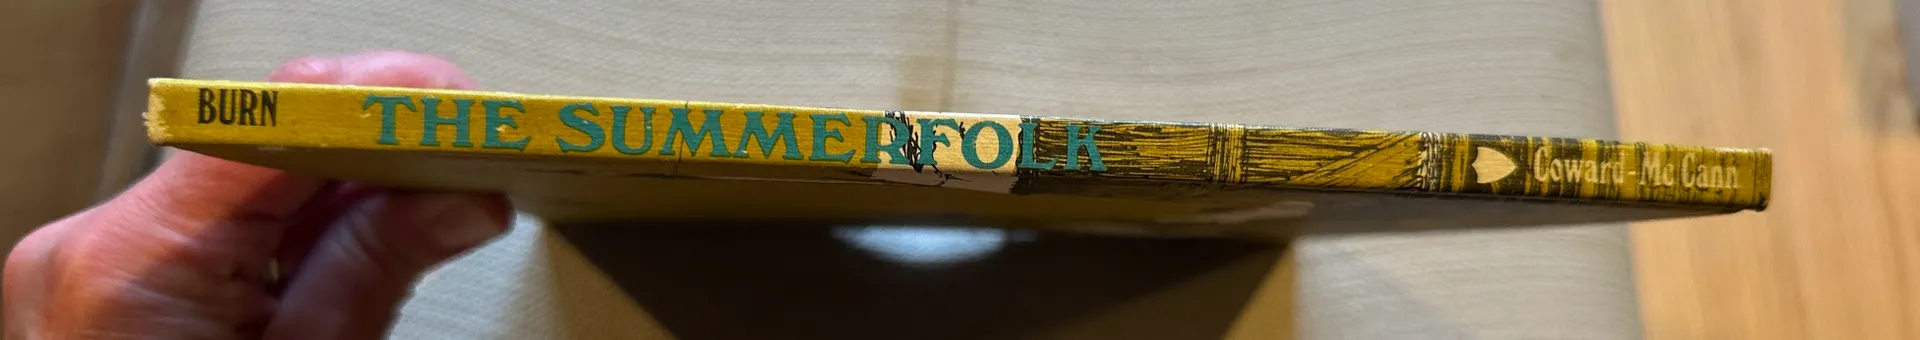 BURN THE SUMMERFOLK Coward-McCann